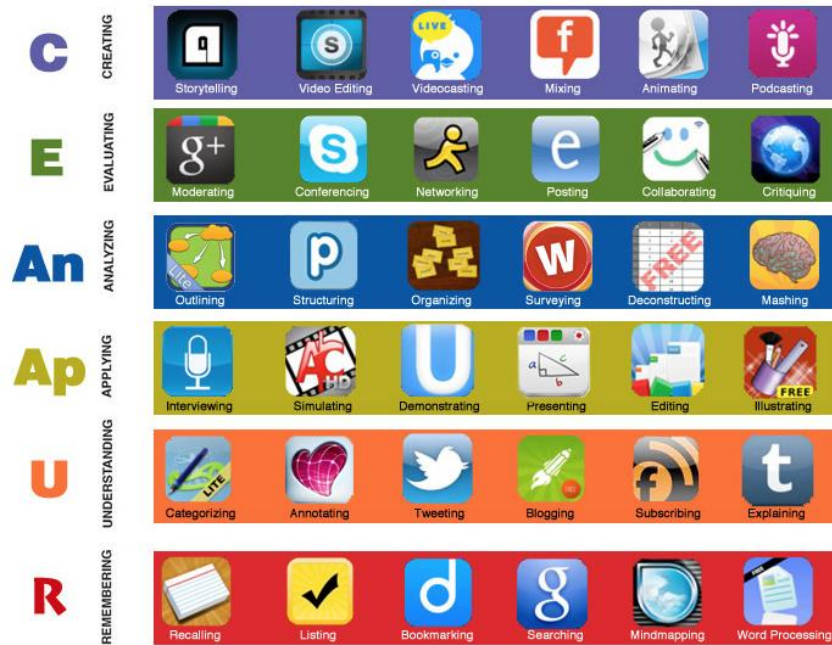 C CREATING
LIVE
S
f
Storytelling Video Editing Videocasting Mixing Animating Podcasting
E EVALUATING
g+
S
e
Moderating Conferencing Networking Posting Collaborating Critiquing
An ANALYZING
Lite
p
W
FREE
Outlining Structuring Organizing Surveying Deconstructing Mashing
Ap APPLYING
AC
HD
U
a c
b
FREE
Interviewing Simulating Demonstrating Presenting Editing Illustrating
U UNDERSTANDING
LITE
f
t
Categorizing Annotating Tweeting Blogging Subscribing Explaining
R REMEMBERING
d
g
FREE
Recalling Listing Bookmarking Searching Mindmapping Word Processing